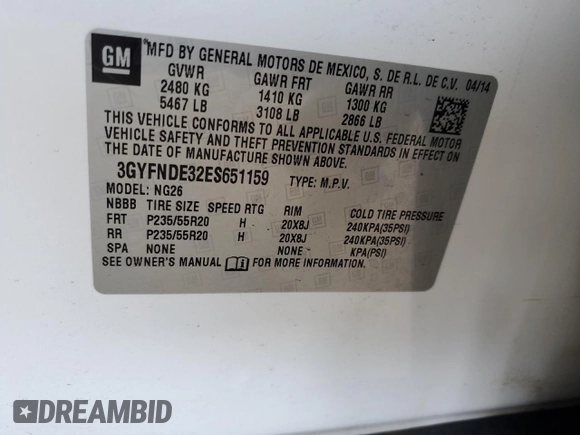 GM
MFD BY GENERAL MOTORS DE MEXICO, S. DE R.L. DE C.V. 04/14
GVWR GAWR FRT GAWR RR
2480 KG 1410 KG 1300 KG
5467 LB 3108 LB 2866 LB
THIS VEHICLE CONFORMS TO ALL APPLICABLE U.S. FEDERAL MOTOR
VEHICLE SAFETY AND THEFT PREVENTION STANDARDS IN EFFECT ON
THE DATE OF MANUFACTURE SHOWN ABOVE.
3GYFNDE32ES651159 TYPE: M.P.V.
MODEL: NG26
NBBB TIRE SIZE SPEED RTG RIM COLD TIRE PRESSURE
FRT P235/55R20 H 20X8J 240KPA(35PSI)
RR P235/55R20 H 20X8J 240KPA(35PSI)
SPA NONE NONE KPA(PSI)
SEE OWNER'S MANUAL FOR MORE INFORMATION.
DREAMBID